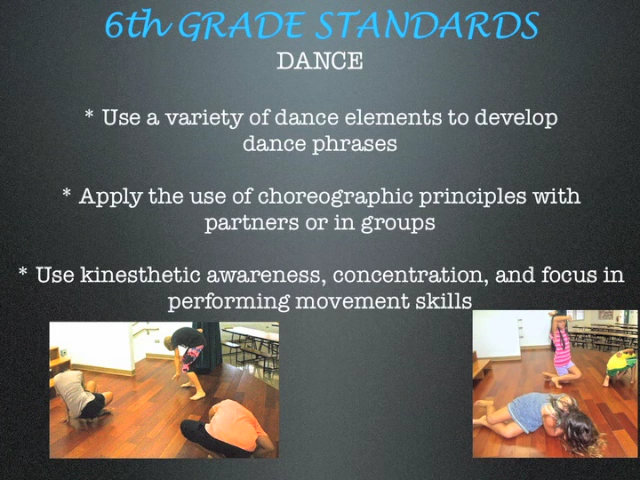 6th GRADE STANDARDS
DANCE
* Use a variety of dance elements to develop
dance phrases
* Apply the use of choreographic principles with
partners or in groups
* Use kinesthetic awareness, concentration, and focus in
performing movement skills